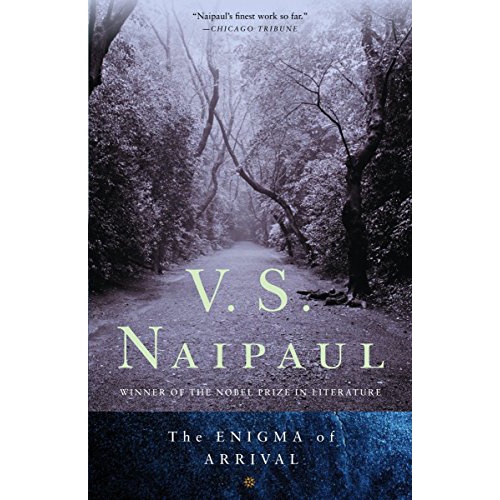 "Naipaul's finest work so far."
—CHICAGO TRIBUNE
V. S.
NAIPAUL
WINNER OF THE NOBEL PRIZE IN LITERATURE
The ENIGMA of
ARRIVAL